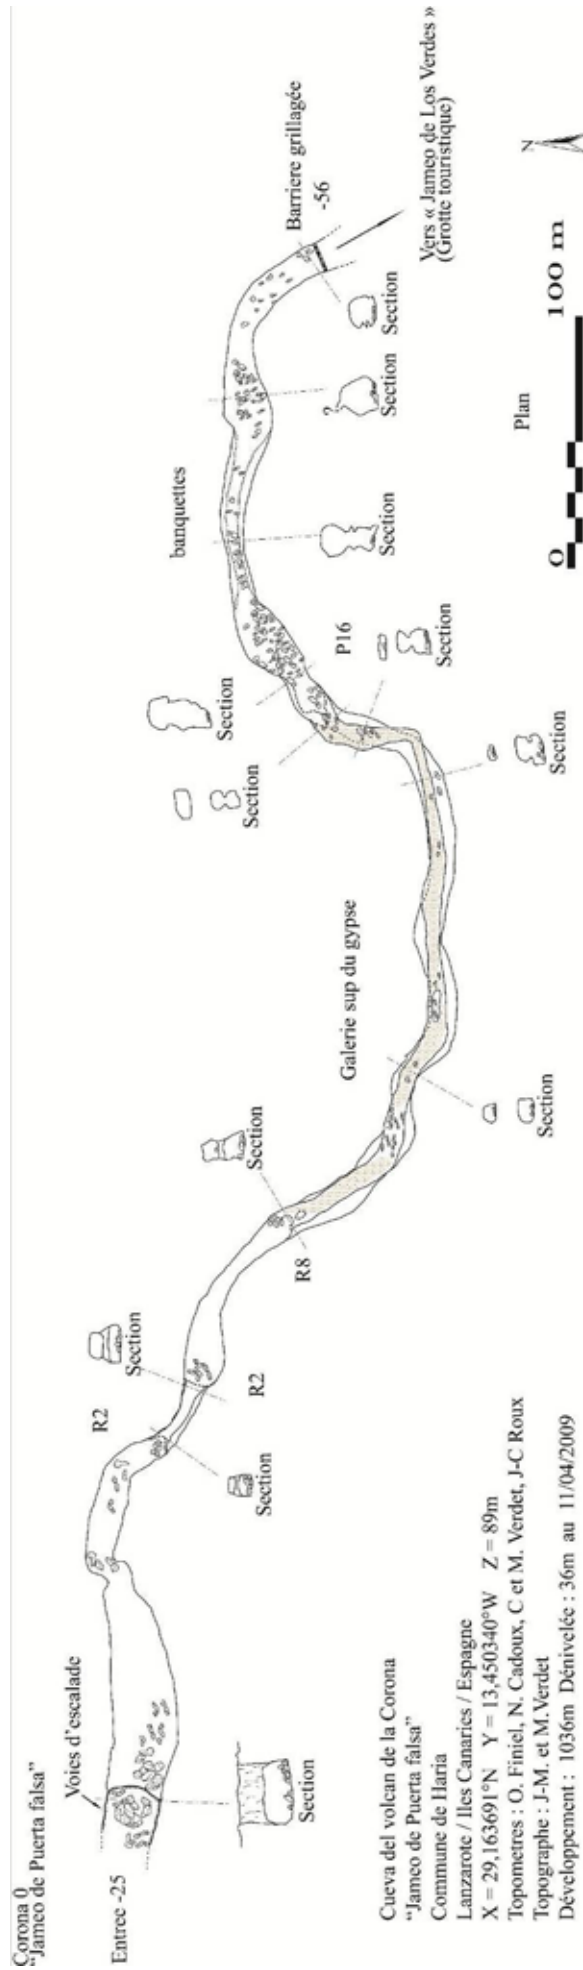 Corona 0
"Jameo de Puerta falsa"
Voies d'escalade
Entree -25
Section
R2
Section
Section
R2
R8
Section
Galerie sup du gypse
Section
Section
Section
Section
P16
Section
banquettes
Section
Section
Section
Barriere grillagée
-56
Vers « Jameo de Los Verdes »
(Grotte touristique)
N
Plan
0
100 m
Cueva del volcan de la Corona
"Jameo de Puerta falsa"
Commune de Haria
Lanzarote / Iles Canaries / Espagne
X = 29,163691°N Y = 13,450340°W Z = 89m
Topometres : O. Finiel, N. Cadoux, C et M. Verdet, J-C Roux
Topographe : J-M. et M.Verdet
Développement : 1036m Dénivelée : 36m au 11/04/2009
?